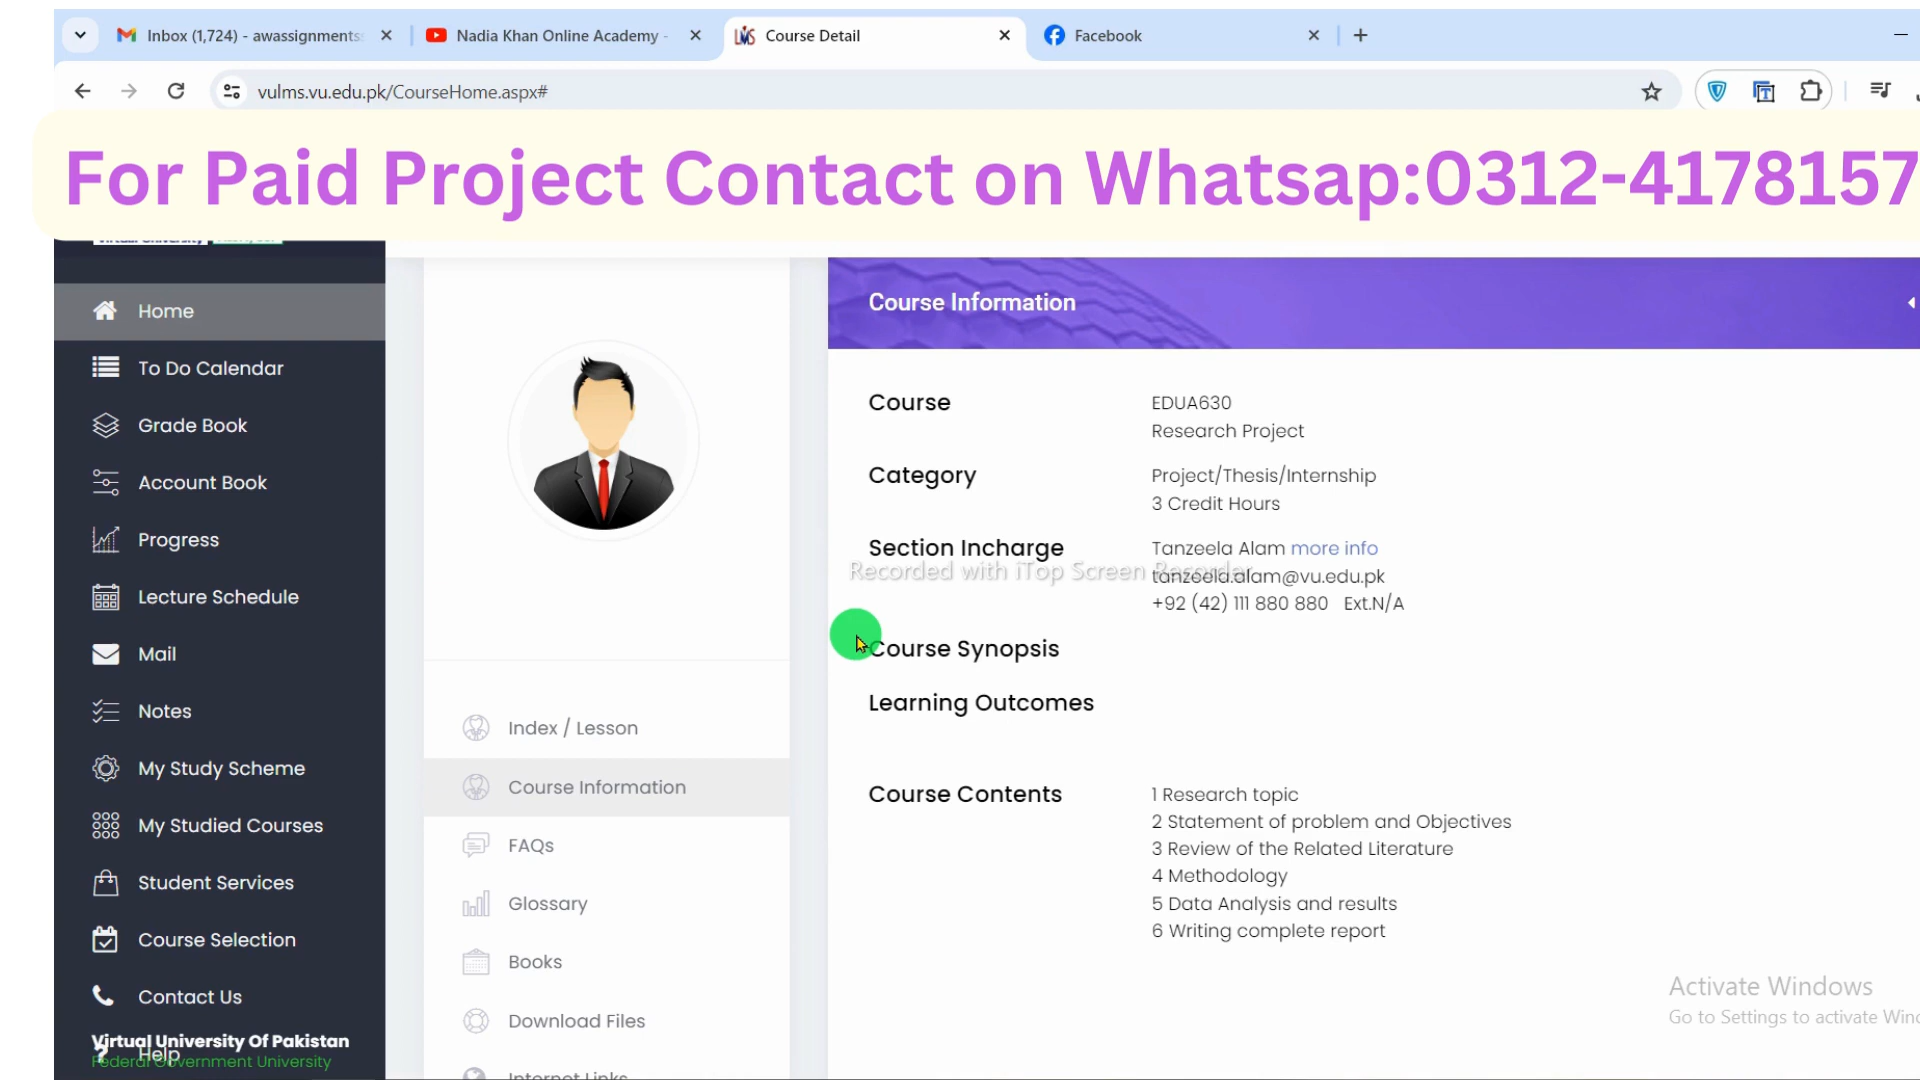 Inbox (1,724) - awassignments
Nadia Khan Online Academy -
Course Detail
Facebook
vulms.vu.edu.pk/CourseHome.aspx#
For Paid Project Contact on Whatsap:0312-4178157
Home
To Do Calendar
Grade Book
Account Book
Progress
Lecture Schedule
Mail
Notes
My Study Scheme
My Studied Courses
Student Services
Course Selection
Contact Us
Help
Virtual University Of Pakistan
Federal Government University
Index / Lesson
Course Information
FAQs
Glossary
Books
Download Files
Internet Links
Course Information
Course
EDUA630
Research Project
Category
Project/Thesis/Internship
3 Credit Hours
Section Incharge
Tanzeela Alam more info
tanzeela.alam@vu.edu.pk
+92 (42) 111 880 880 Ext.N/A
Recorded with iTop Screen Recorder
Course Synopsis
Learning Outcomes
Course Contents
1 Research topic
2 Statement of problem and Objectives
3 Review of the Related Literature
4 Methodology
5 Data Analysis and results
6 Writing complete report
Activate Windows
Go to Settings to activate Win